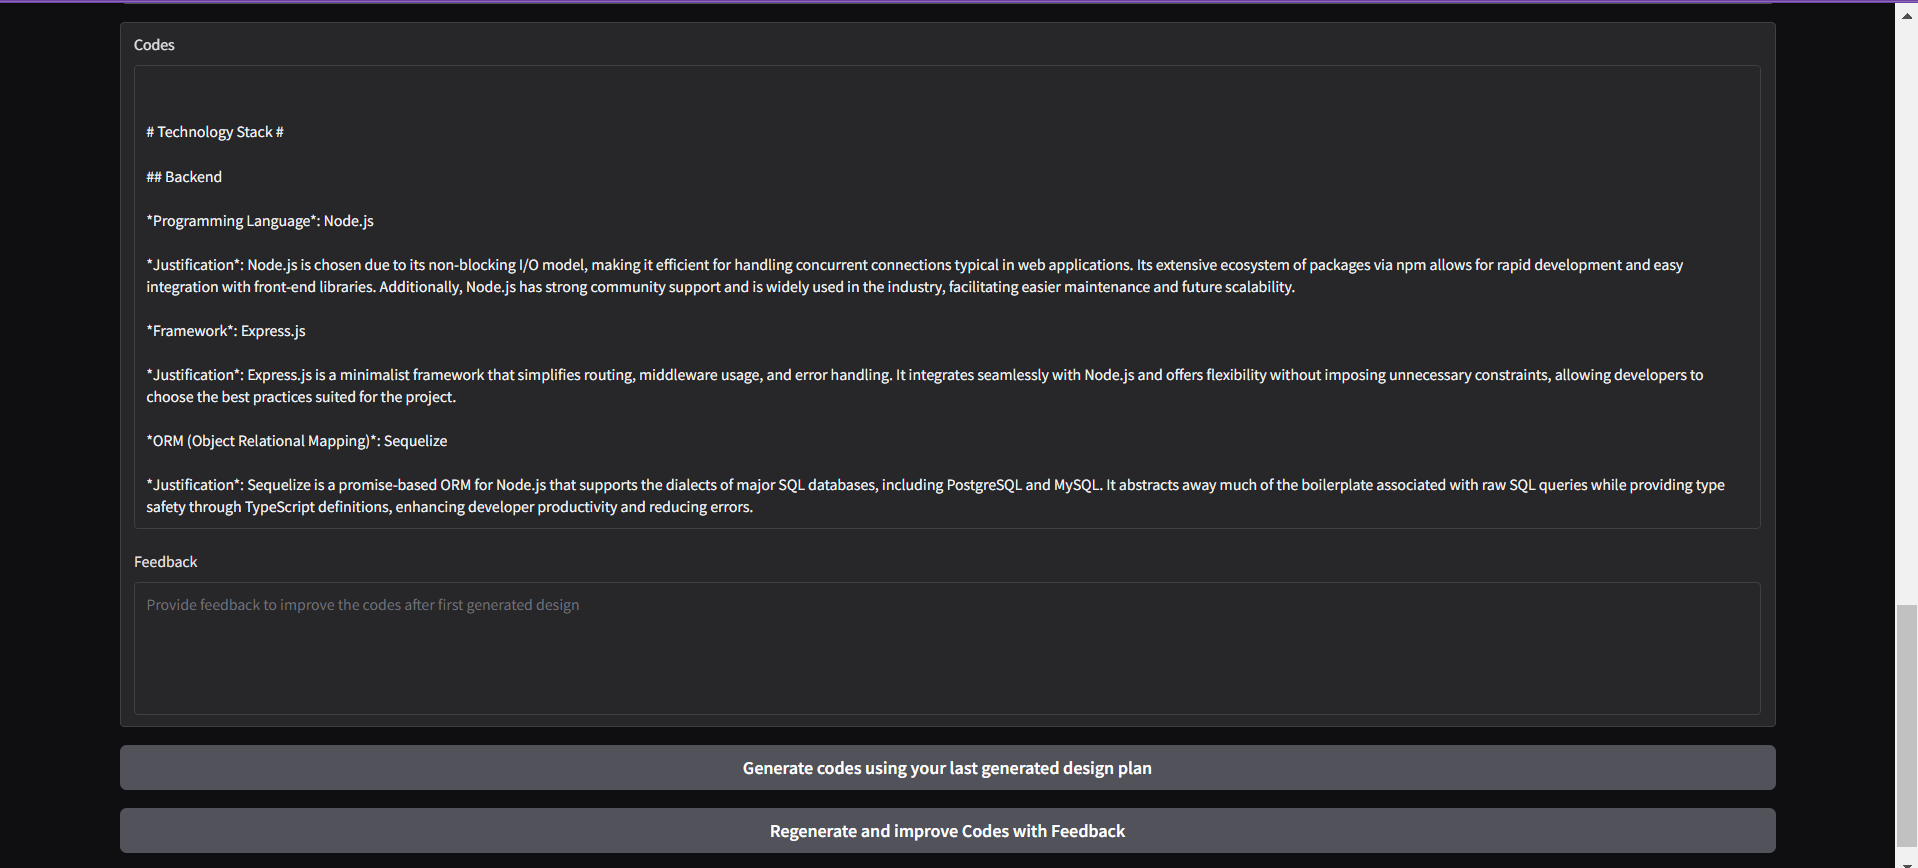 Codes
# Technology Stack #
## Backend
*Programming Language*: Node.js
*Justification*: Node.js is chosen due to its non-blocking I/O model, making it efficient for handling concurrent connections typical in web applications. Its extensive ecosystem of packages via npm allows for rapid development and easy
integration with front-end libraries. Additionally, Node.js has strong community support and is widely used in the industry, facilitating easier maintenance and future scalability.
*Framework*: Express.js
*Justification*: Express.js is a minimalist framework that simplifies routing, middleware usage, and error handling. It integrates seamlessly with Node.js and offers flexibility without imposing unnecessary constraints, allowing developers to
choose the best practices suited for the project.
*ORM (Object Relational Mapping)*: Sequelize
*Justification*: Sequelize is a promise-based ORM for Node.js that supports the dialects of major SQL databases, including PostgreSQL and MySQL. It abstracts away much of the boilerplate associated with raw SQL queries while providing type
safety through TypeScript definitions, enhancing developer productivity and reducing errors.
Feedback
Provide feedback to improve the codes after first generated design
Generate codes using your last generated design plan
Regenerate and improve Codes with Feedback